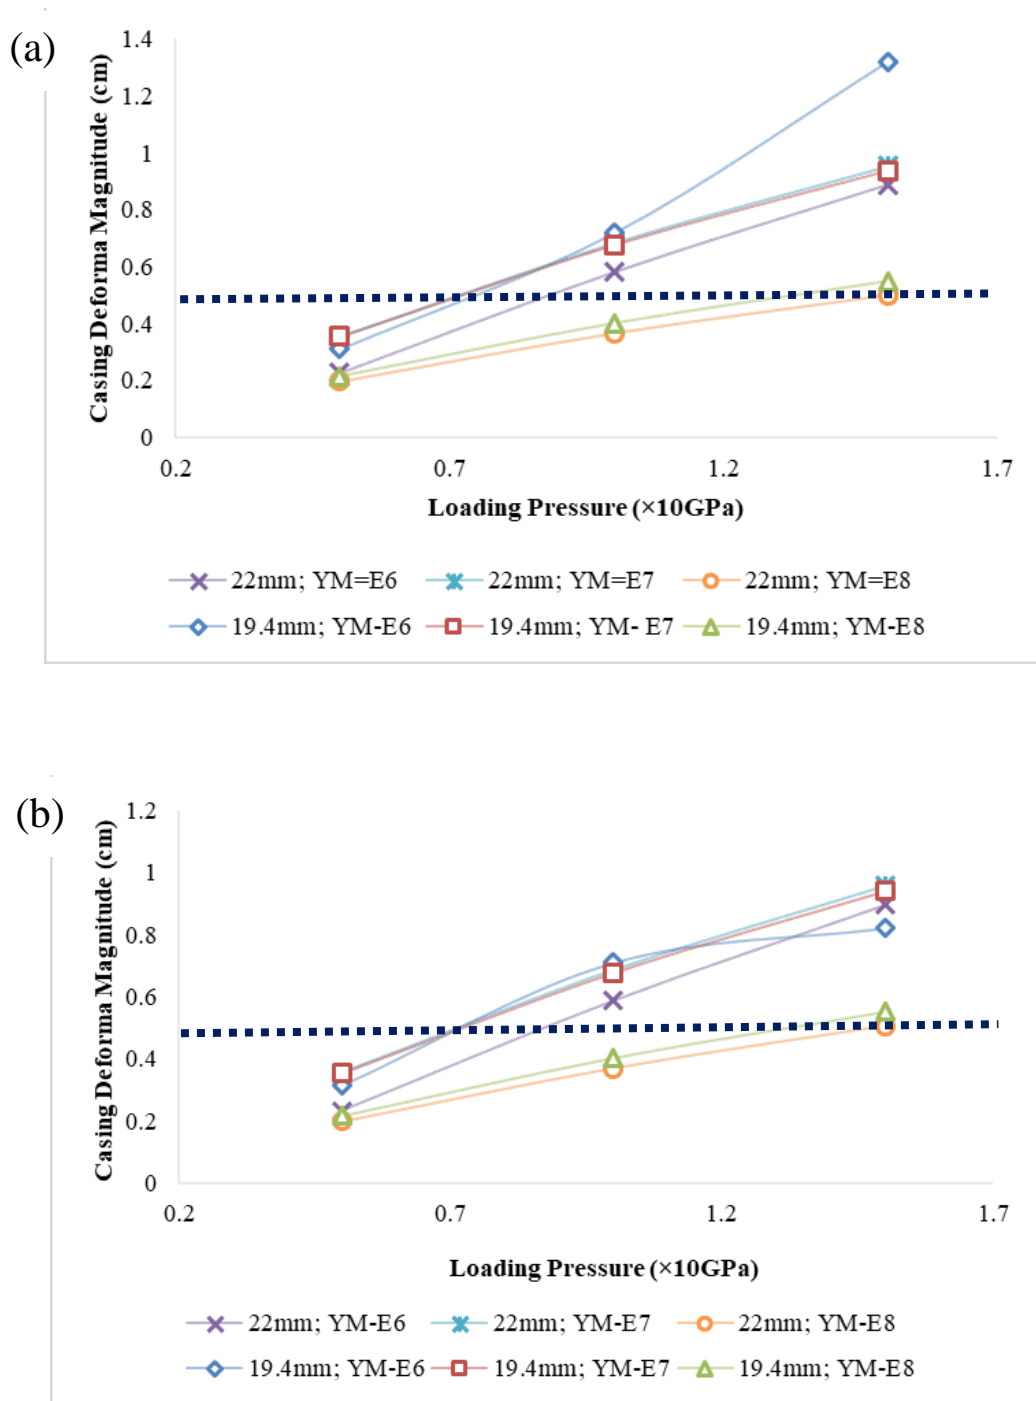 (a)
Casing Deforma Magnitude (cm)
1.4
1.2
1
0.8
0.6
0.4
0.2
0
0.2 0.7 1.2 1.7
Loading Pressure (×10GPa)
22mm; YM=E6 22mm; YM=E7 22mm; YM=E8
19.4mm; YM-E6 19.4mm; YM- E7 19.4mm; YM-E8
(b)
Casing Deforma Magnitude (cm)
1.2
1
0.8
0.6
0.4
0.2
0
0.2 0.7 1.2 1.7
Loading Pressure (×10GPa)
22mm; YM-E6 22mm; YM-E7 22mm; YM-E8
19.4mm; YM-E6 19.4mm; YM-E7 19.4mm; YM-E8